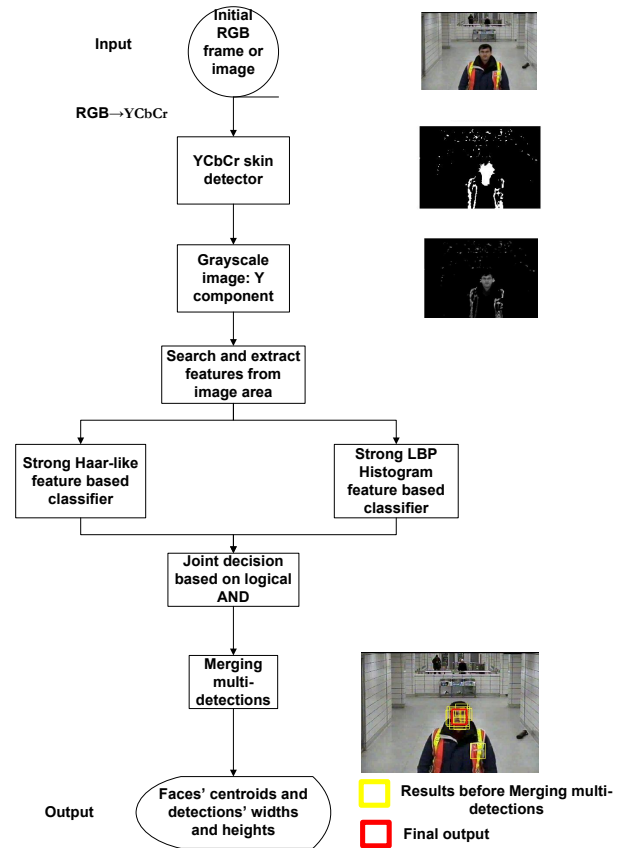 Input
Initial
RGB
frame or
image
RGB→YCbCr
YCbCr skin
detector
Grayscale
image: Y
component
Search and extract
features from
image area
Strong Haar-like
feature based
classifier
Strong LBP
Histogram
feature based
classifier
Joint decision
based on logical
AND
Merging
multi-
detections
Output
Faces' centroids and
detections' widths
and heights
Results before Merging multi-
detections
Final output